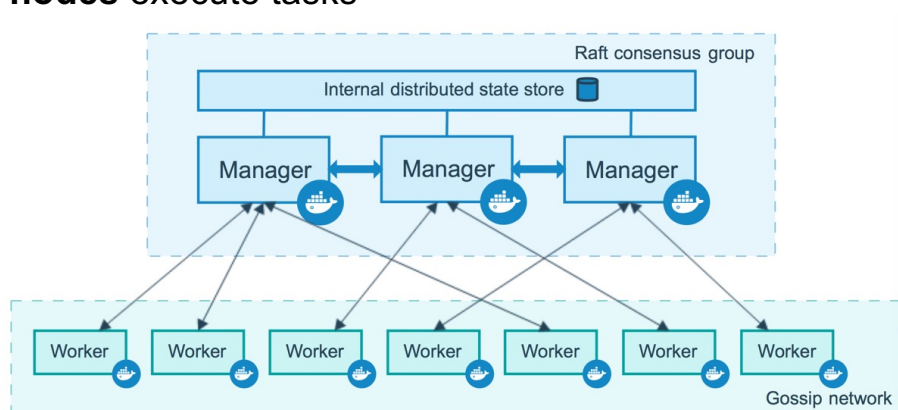 nodes execute tasks
Raft consensus group
Internal distributed state store
Manager
Manager
Manager
Worker
Worker
Worker
Worker
Worker
Worker
Worker
Gossip network